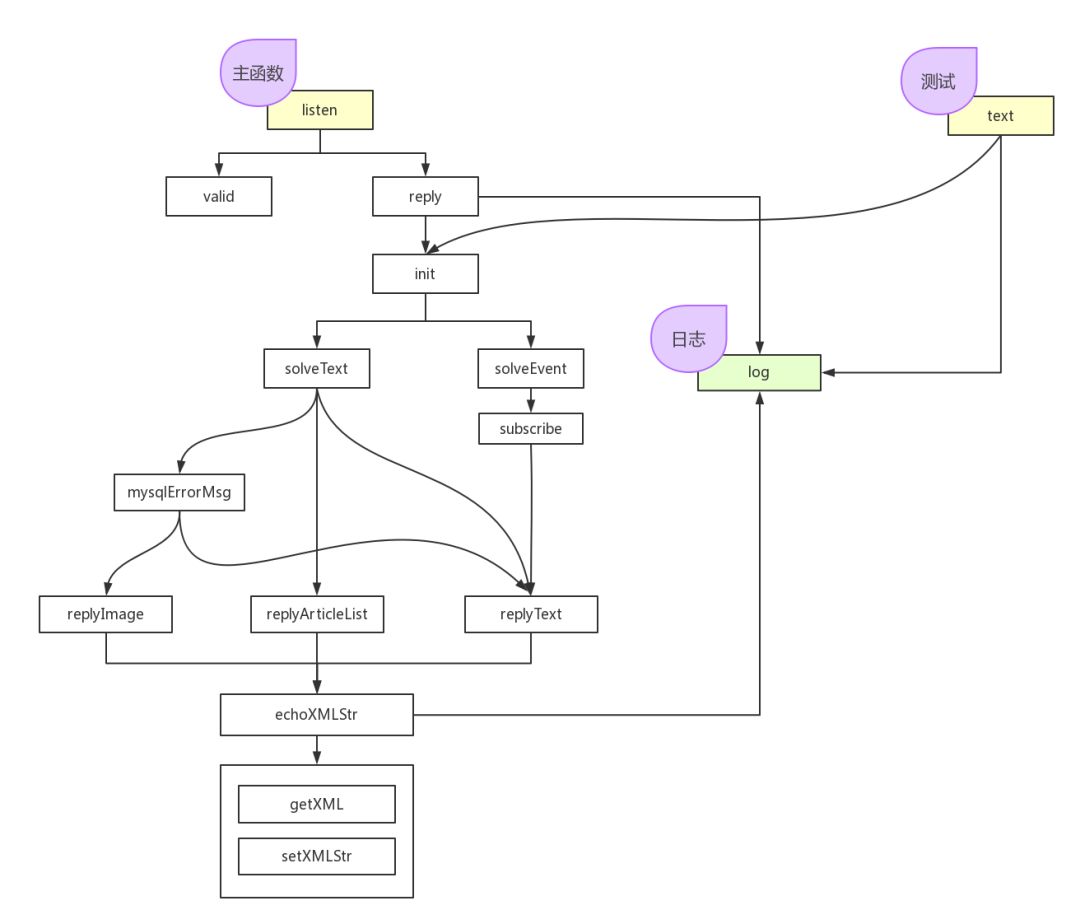 主函数
listen
测试
text
valid
reply
init
日志
log
solveText
solveEvent
subscribe
mysqlErrorMsg
replyImage
replyArticleList
replyText
echoXMLStr
getXML
setXMLStr